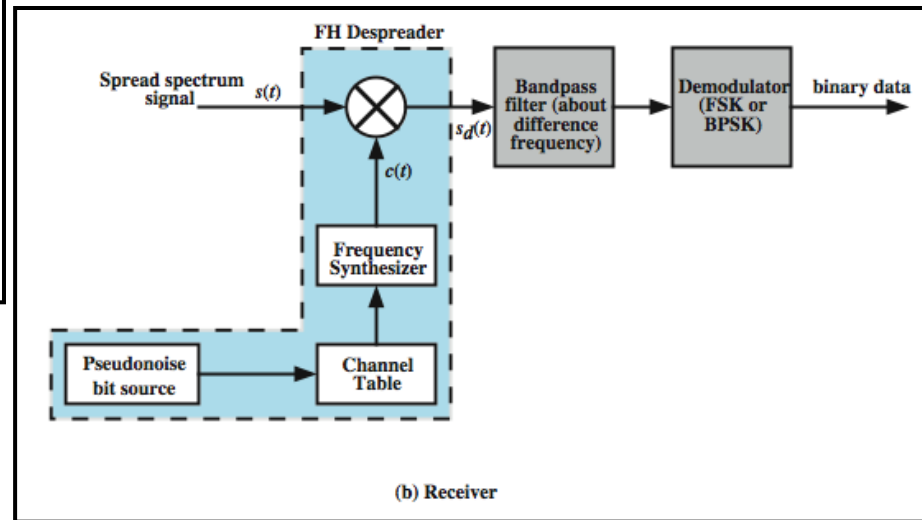 FH Despreader
Spread spectrum
signal
s(t)
s_d(t)
Bandpass
filter (about
difference
frequency)
Demodulator
(FSK or
BPSK)
binary data
c(t)
Frequency
Synthesizer
Pseudonoise
bit source
Channel
Table
(b) Receiver